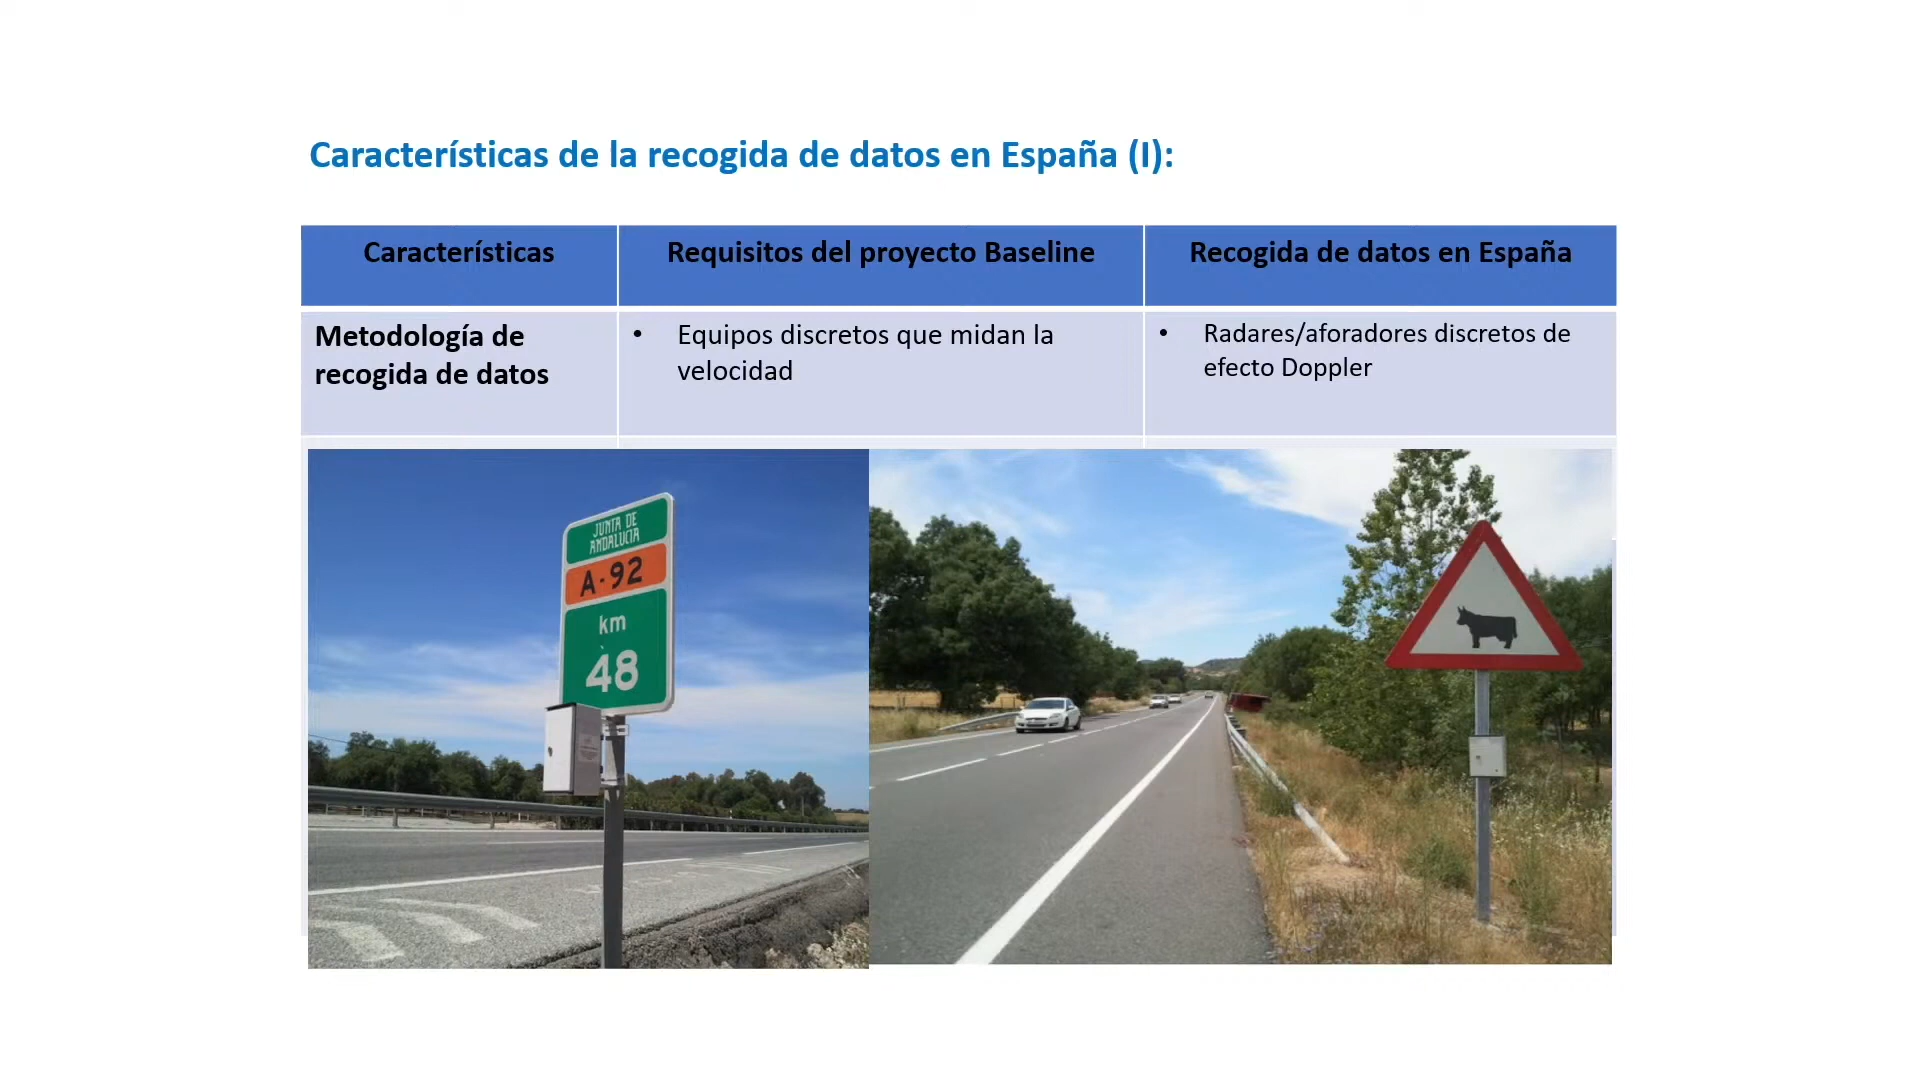 Características de la recogida de datos en España (I):
Características
Requisitos del proyecto Baseline
Recogida de datos en España
Metodología de
recogida de datos
• Equipos discretos que midan la
velocidad
• Radares/aforadores discretos de
efecto Doppler
JUNTA DE
ANDALUCIA
A-92
km
48